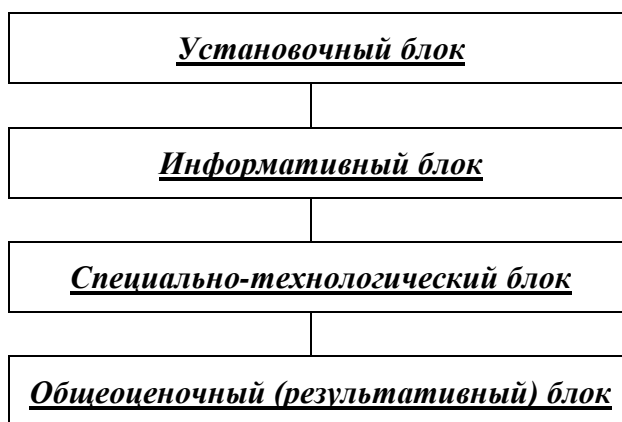 Установочный блок
Информативный блок
Специально-технологический блок
Общеоценочный (результативный) блок